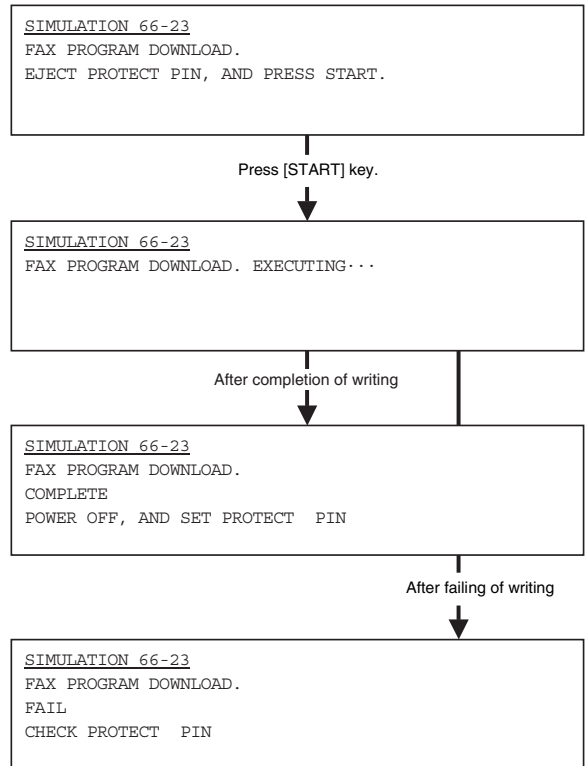 SIMULATION 66-23
FAX PROGRAM DOWNLOAD.
EJECT PROTECT PIN, AND PRESS START.
Press [START] key.
SIMULATION 66-23
FAX PROGRAM DOWNLOAD. EXECUTING···
After completion of writing
SIMULATION 66-23
FAX PROGRAM DOWNLOAD.
COMPLETE
POWER OFF, AND SET PROTECT  PIN
After failing of writing
SIMULATION 66-23
FAX PROGRAM DOWNLOAD.
FAIL
CHECK PROTECT  PIN